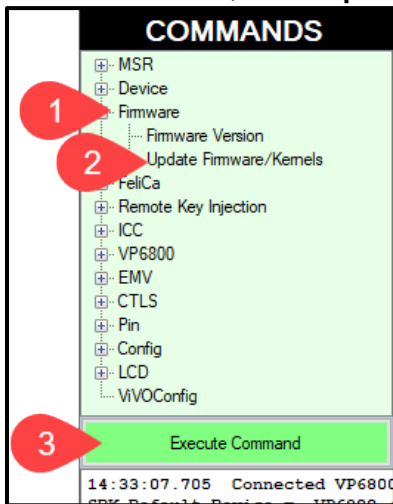 COMMANDS
MSR
Device
1 Firmware
Firmware Version
2 Update Firmware/Kernels
FeliCa
Remote Key Injection
ICC
VP6800
EMV
CTLS
Pin
Config
LCD
ViVOConfig
3 Execute Command
14:33:07.705 Connected VP6800